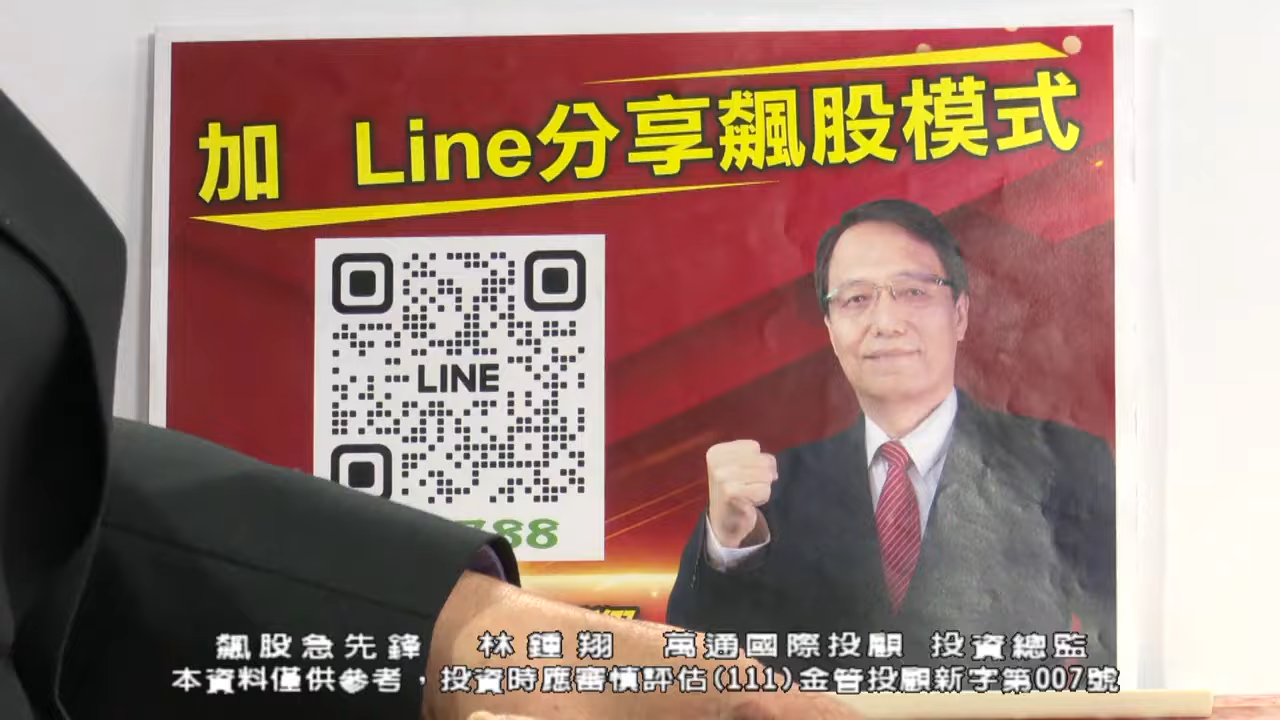 加 Line分享飆股模式
LINE
788
飆股急先鋒 林鍾翔 萬通國際投顧 投資總監
本資料僅供參考，投資時應審慎評估(111)金管投顧新字第007號